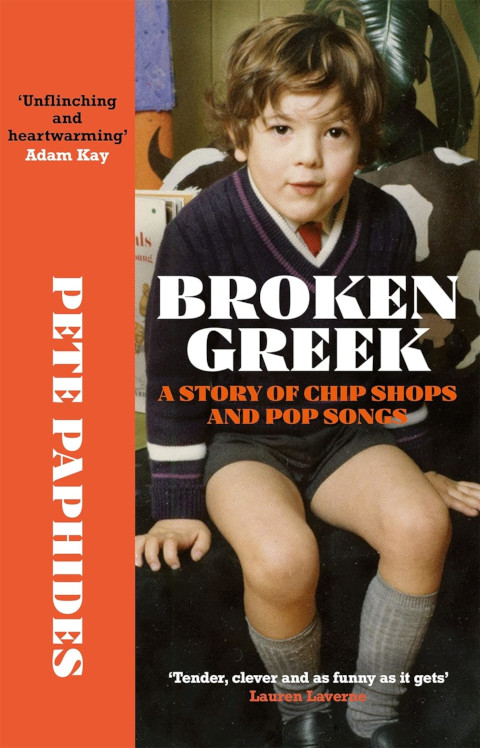 ‘Unflinching
and
heartwarming’
Adam Kay
PETE PAPHIDES
BROKEN
GREEK
A STORY OF CHIP SHOPS
AND POP SONGS
‘Tender, clever and as funny as it gets’
Lauren Laverne